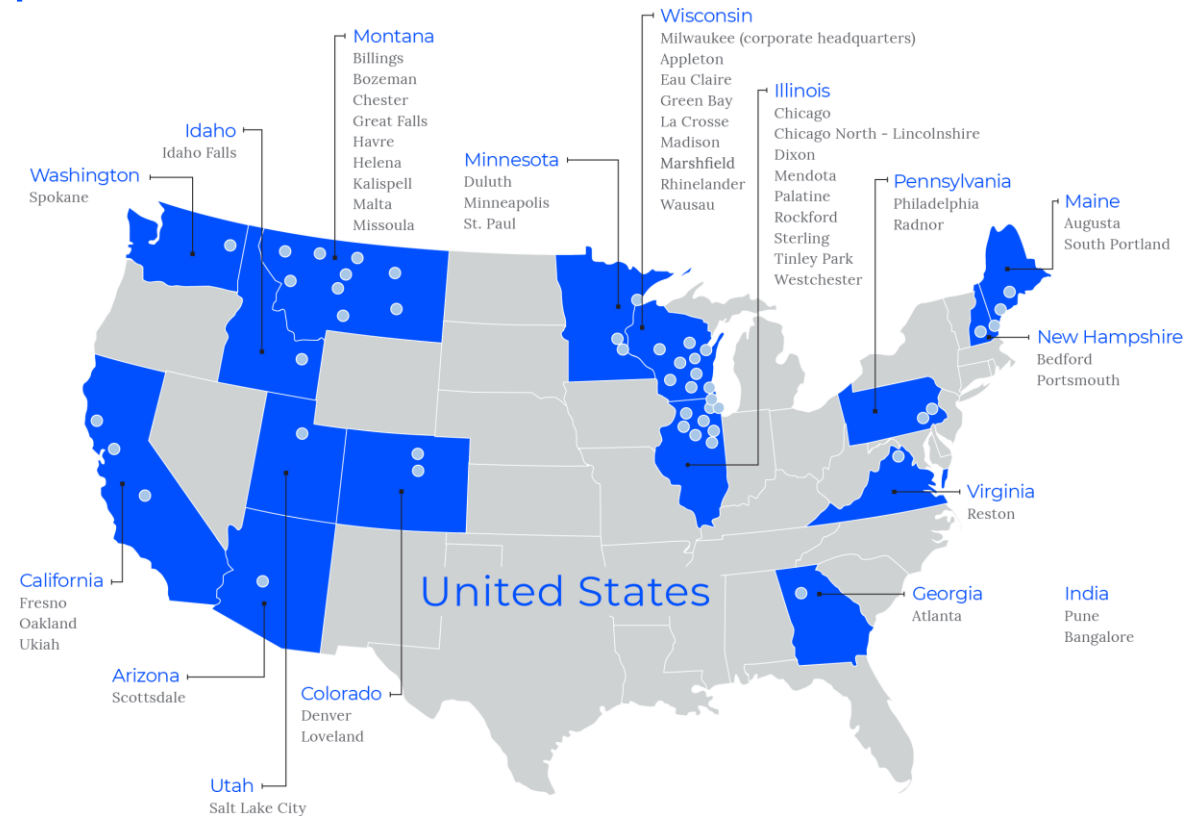 Wisconsin
Milwaukee (corporate headquarters)
Appleton
Eau Claire
Green Bay
La Crosse
Madison
Marshfield
Rhinelander
Wausau
Montana
Billings
Bozeman
Chester
Great Falls
Havre
Helena
Kalispell
Malta
Missoula
Illinois
Chicago
Chicago North - Lincolnshire
Dixon
Mendota
Palatine
Rockford
Sterling
Tinley Park
Westchester
Idaho
Idaho Falls
Minnesota
Duluth
Minneapolis
St. Paul
Washington
Spokane
Pennsylvania
Philadelphia
Radnor
Maine
Augusta
South Portland
New Hampshire
Bedford
Portsmouth
Virginia
Reston
United States
California
Fresno
Oakland
Ukiah
Georgia
Atlanta
India
Pune
Bangalore
Arizona
Scottsdale
Colorado
Denver
Loveland
Utah
Salt Lake City